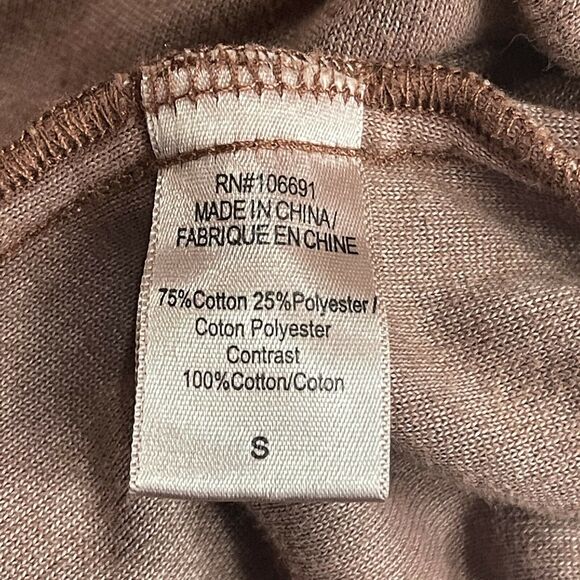 RN#106691
MADE IN CHINA/
FABRIQUE EN CHINE
75%Cotton 25%Polyester/
Coton Polyester
Contrast
100%Cotton/Coton
S